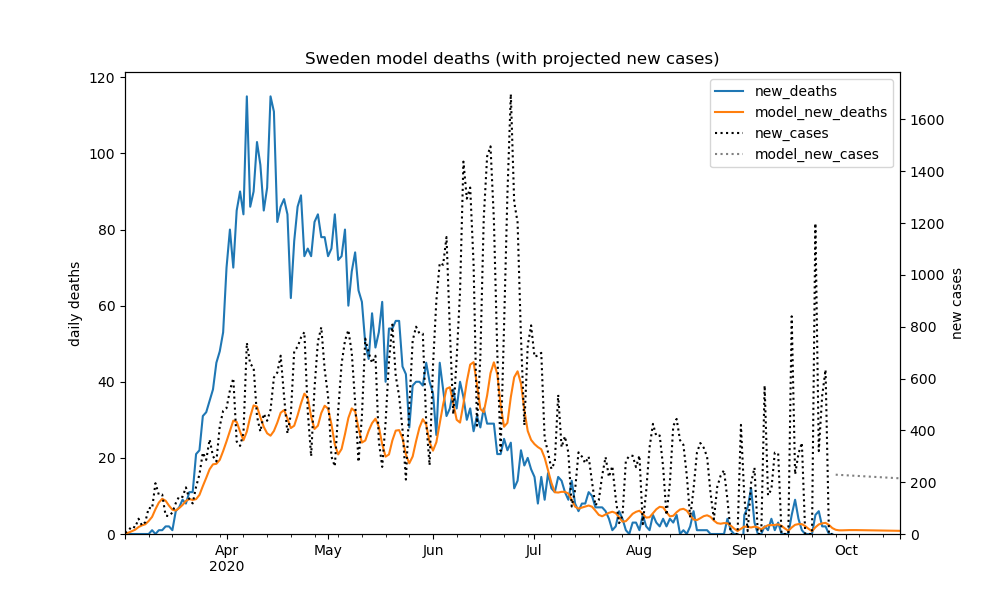 Sweden model deaths (with projected new cases)
120
100
80
60
40
20
0
daily deaths
1600
1400
1200
1000
800
600
400
200
0
new cases
new_deaths
model_new_deaths
new_cases
model_new_cases
Apr May Jun Jul Aug Sep Oct
2020